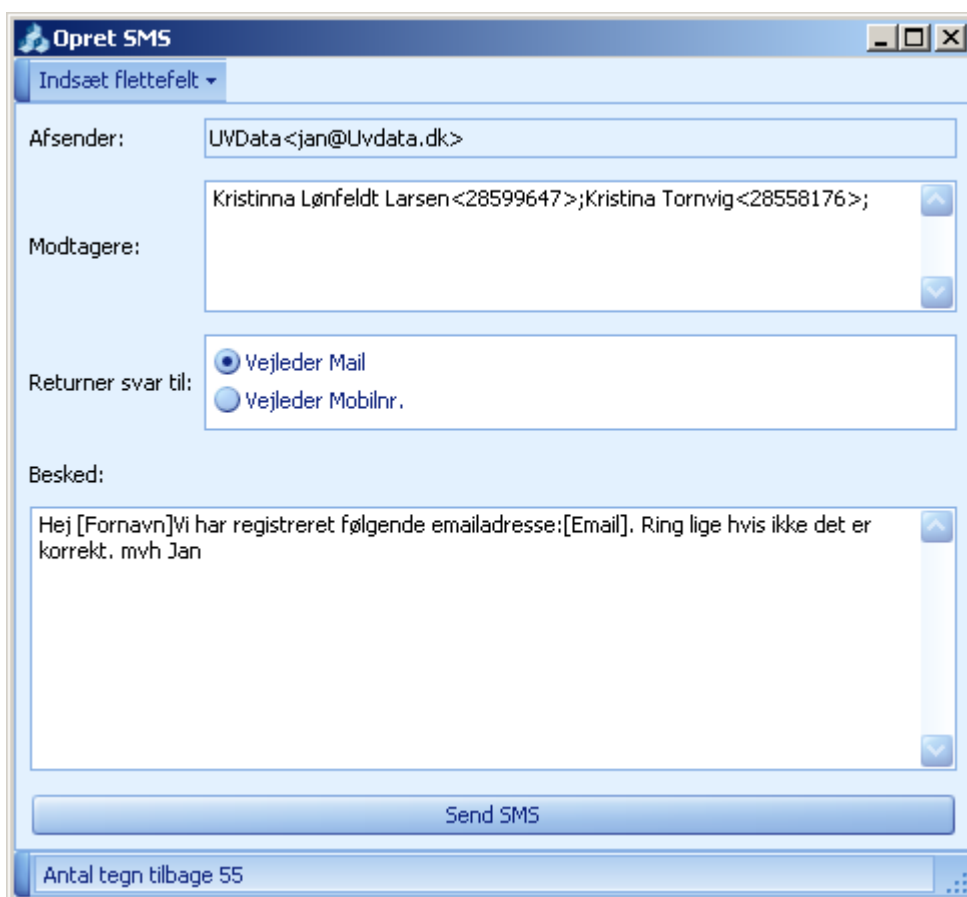 Opret SMS
Indsæt flettefelt
Afsender:
UVData<jan@Uvdata.dk>
Modtagere:
Kristinna Lønfeldt Larsen<28599647>;Kristina Tornvig<28558176>;
Returner svar til:
Vejleder Mail
Vejleder Mobilnr.
Besked:
Hej [Fornavn]Vi har registreret følgende emailadresse:[Email]. Ring lige hvis ikke det er
korrekt. mvh Jan
Send SMS
Antal tegn tilbage 55